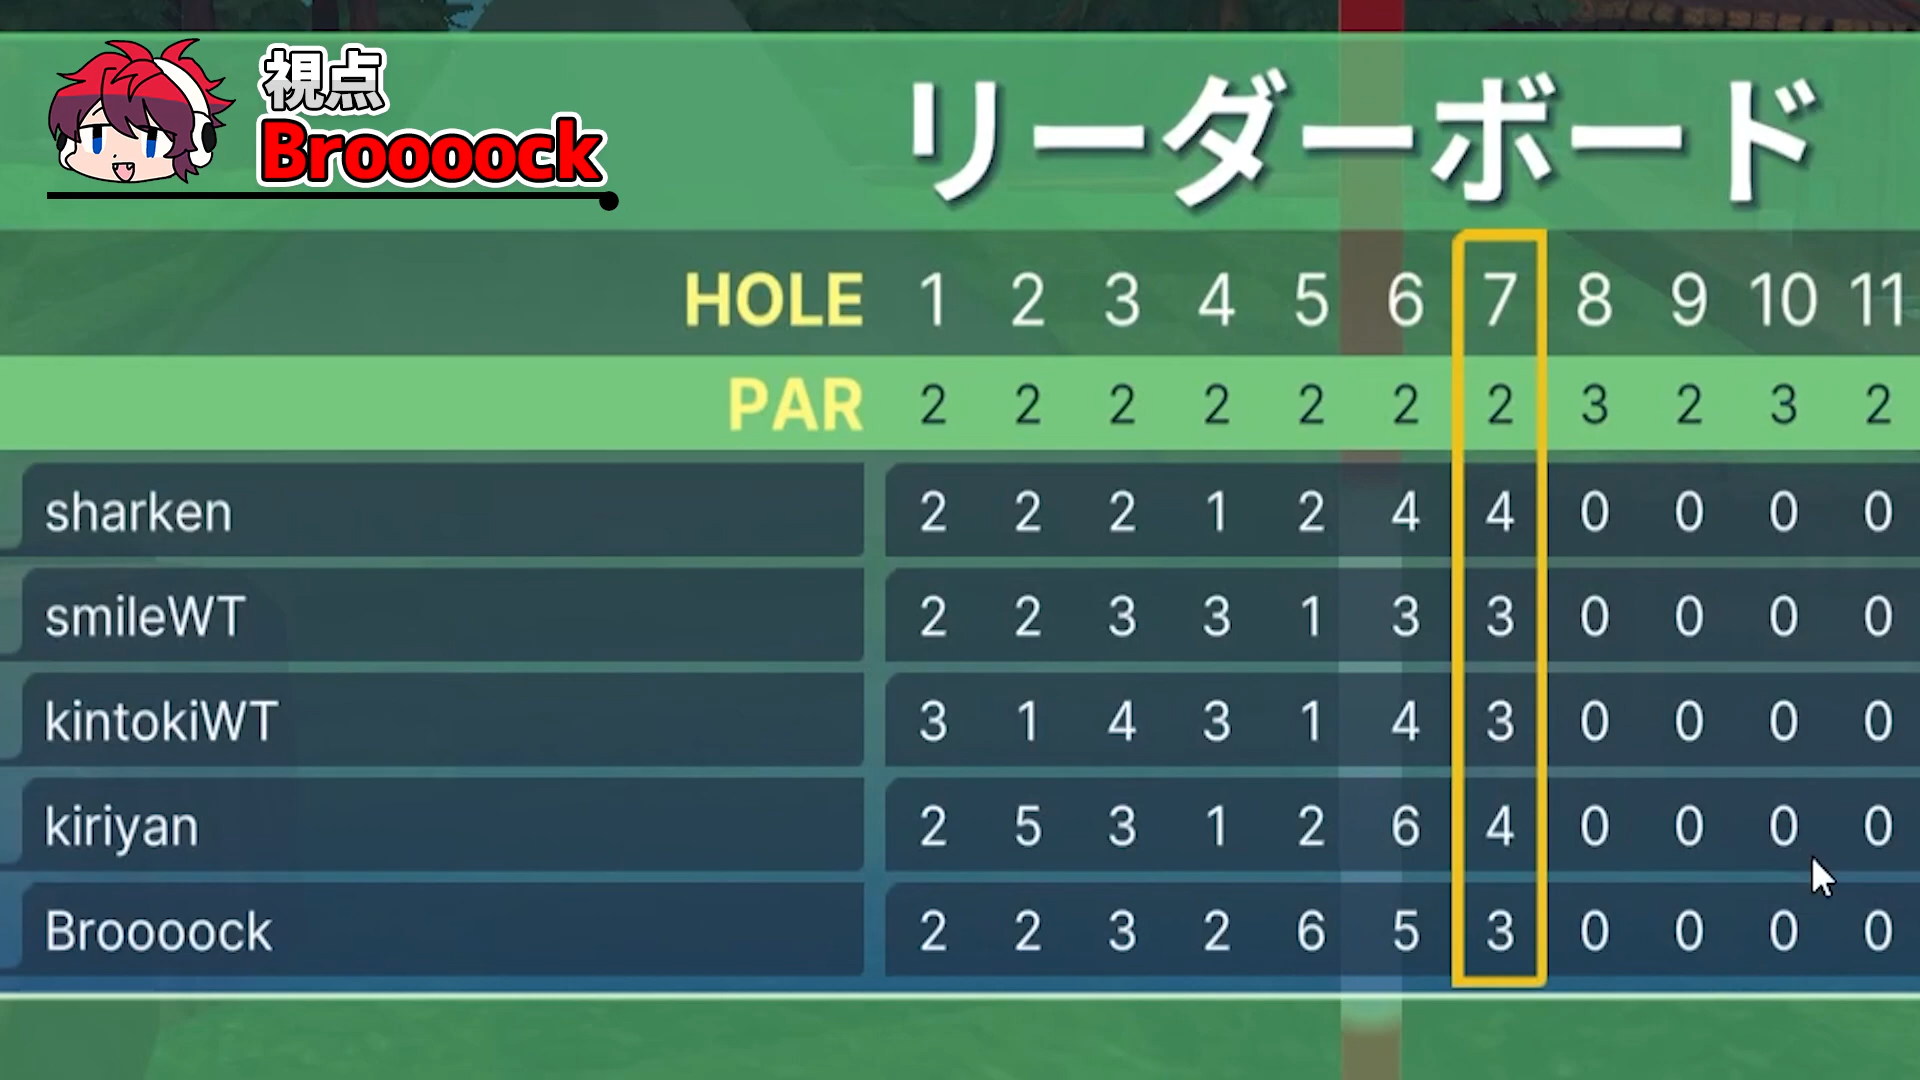 視点
Broooock
リーダーボード
HOLE 1 2 3 4 5 6 7 8 9 10 11
PAR 2 2 2 2 2 2 2 3 2 3 2
sharken 2 2 2 1 2 4 4 0 0 0 0
smileWT 2 2 3 3 1 3 3 0 0 0 0
kintokiWT 3 1 4 3 1 4 3 0 0 0 0
kiriyan 2 5 3 1 2 6 4 0 0 0 0
Broooock 2 2 3 2 6 5 3 0 0 0 0